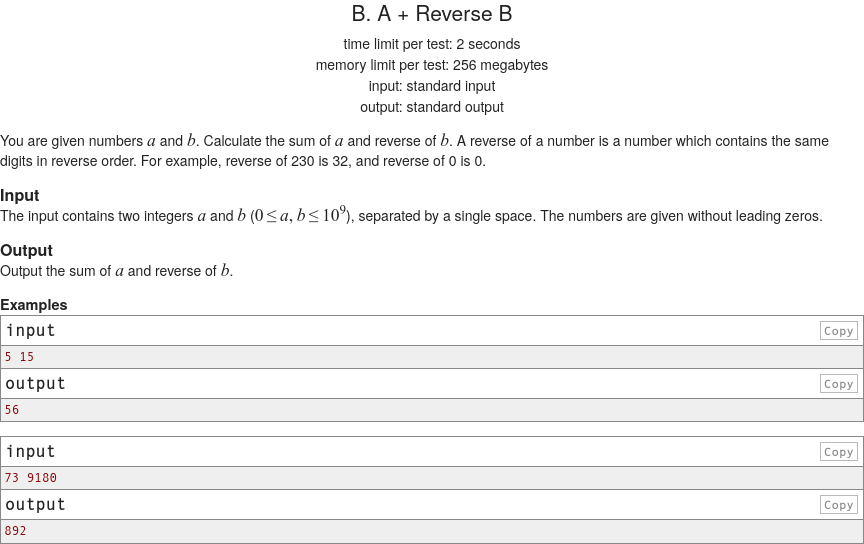 B. A + Reverse B
time limit per test: 2 seconds
memory limit per test: 256 megabytes
input: standard input
output: standard output
You are given numbers a and b. Calculate the sum of a and reverse of b. A reverse of a number is a number which contains the same
digits in reverse order. For example, reverse of 230 is 32, and reverse of 0 is 0.
Input
The input contains two integers a and b (0 ≤ a, b ≤ 10⁹), separated by a single space. The numbers are given without leading zeros.
Output
Output the sum of a and reverse of b.
Examples
input Copy
5 15
output Copy
56
input Copy
73 9180
output Copy
892